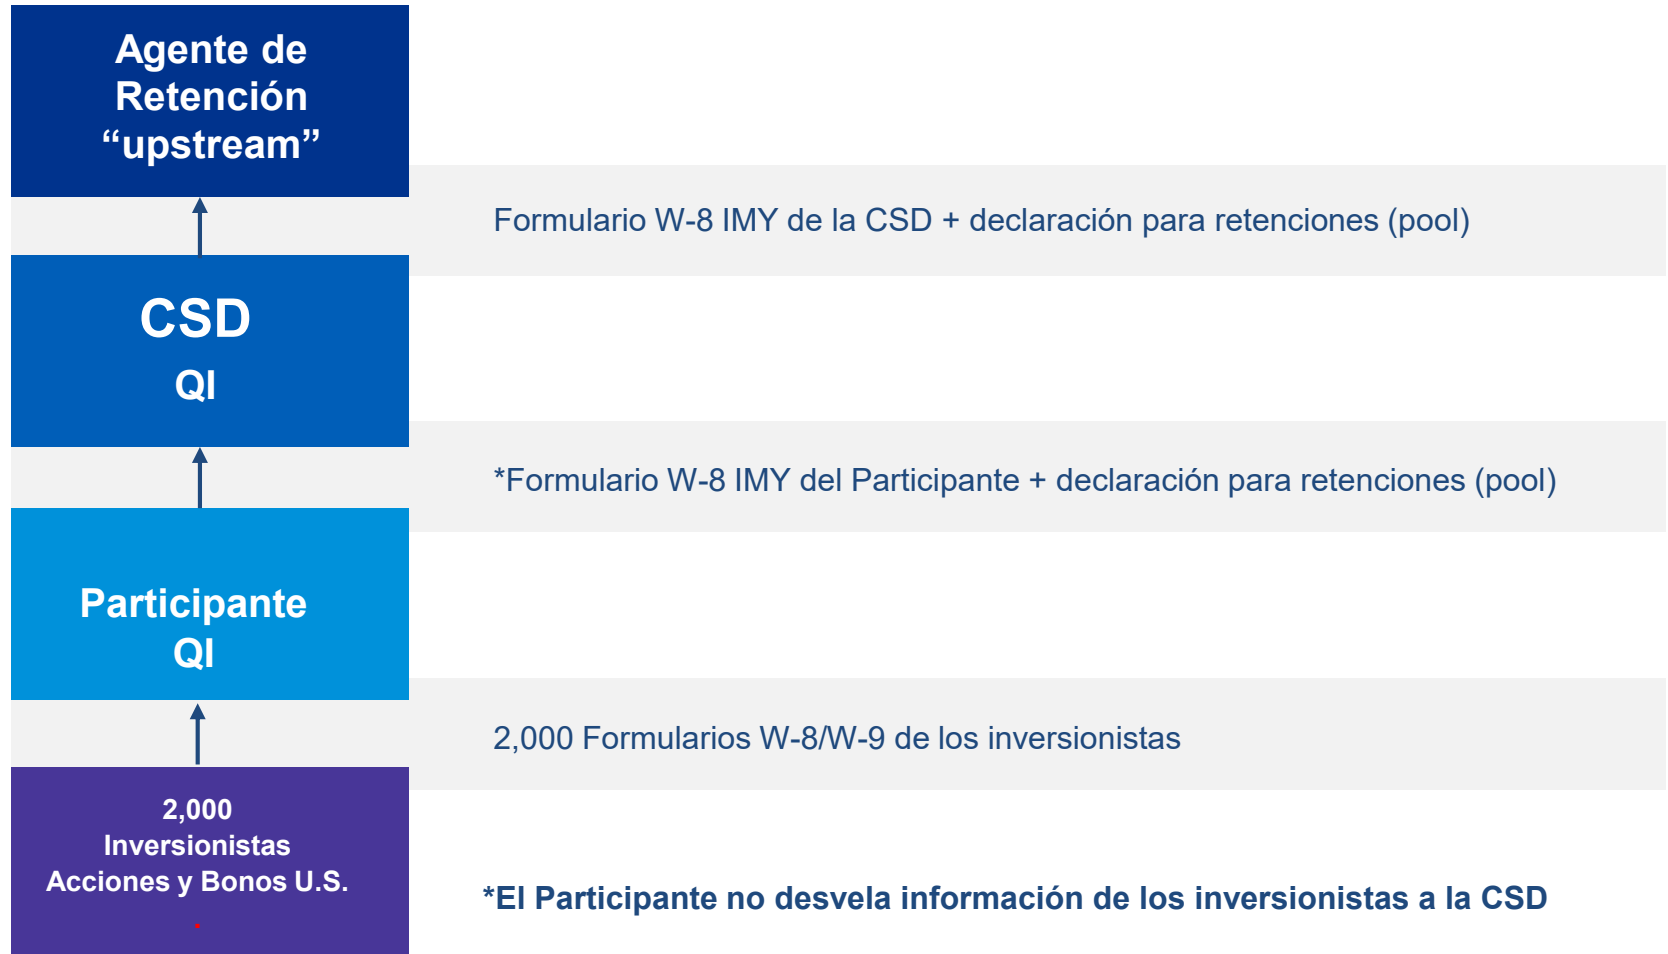 Agente de
Retención
“upstream”
Formulario W-8 IMY de la CSD + declaración para retenciones (pool)
CSD
QI
*Formulario W-8 IMY del Participante + declaración para retenciones (pool)
Participante
QI
2,000 Formularios W-8/W-9 de los inversionistas
2,000
Inversionistas
Acciones y Bonos U.S.
.
*El Participante no desvela información de los inversionistas a la CSD